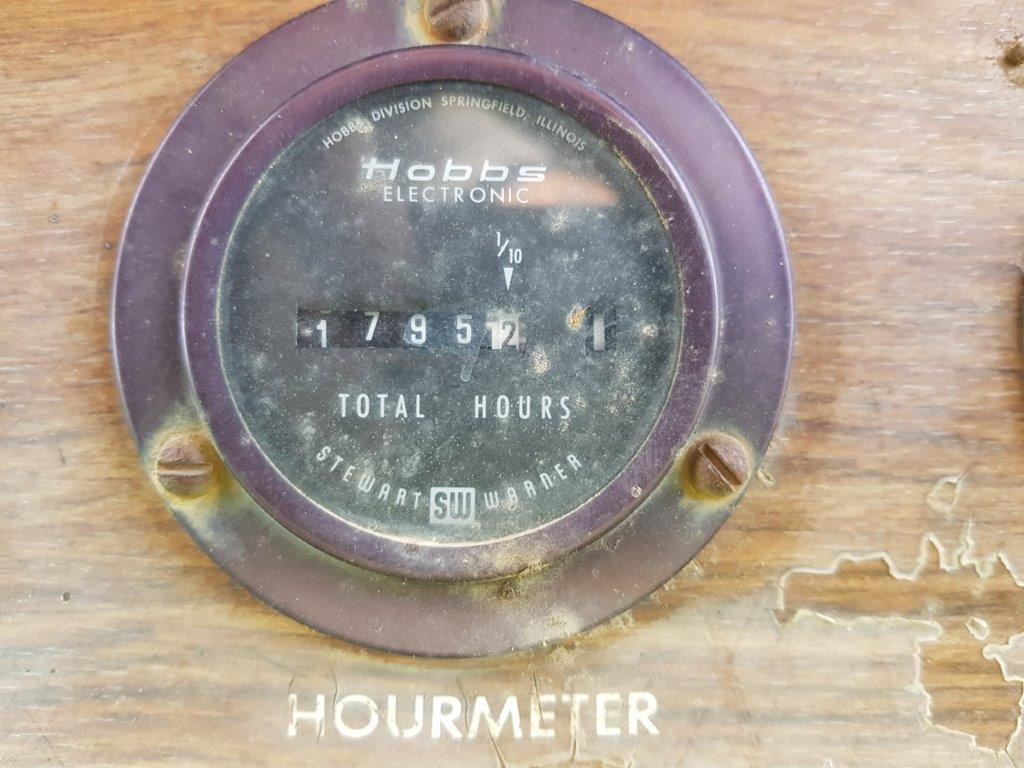 HOBBS DIVISION SPRINGFIELD, ILLINOIS
Hobbs
ELECTRONIC
1/10
1 7 9 5 2
TOTAL HOURS
STEWART SW WARNER
HOURMETER